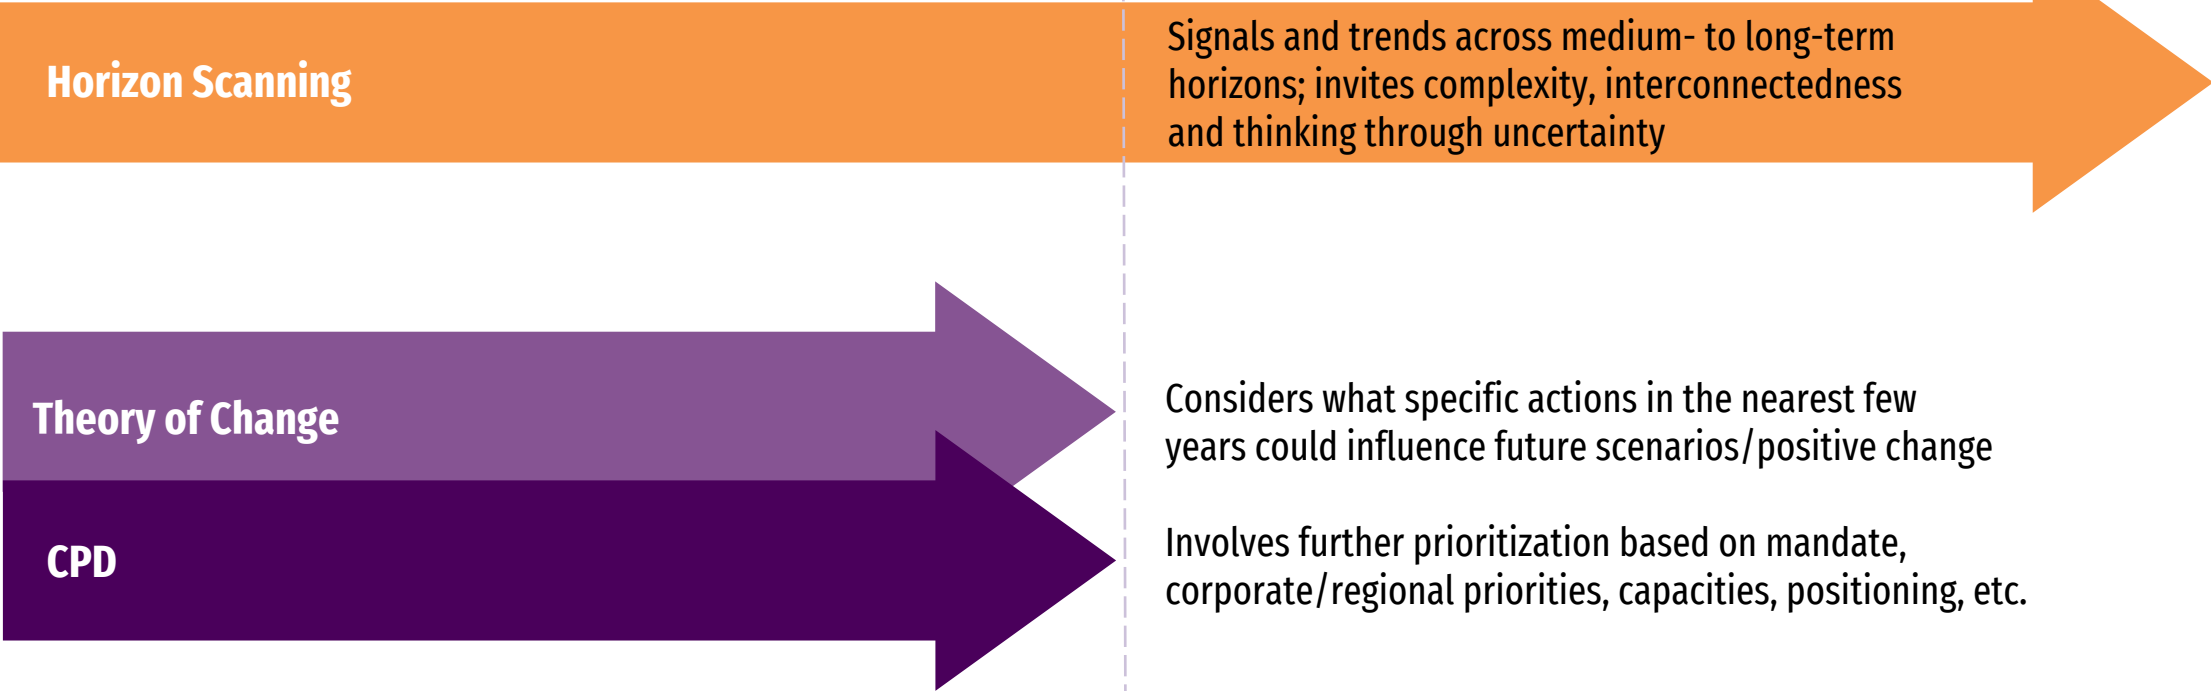 Horizon Scanning
Signals and trends across medium- to long-term
horizons; invites complexity, interconnectedness
and thinking through uncertainty
Theory of Change
Considers what specific actions in the nearest few
years could influence future scenarios/positive change
CPD
Involves further prioritization based on mandate,
corporate/regional priorities, capacities, positioning, etc.